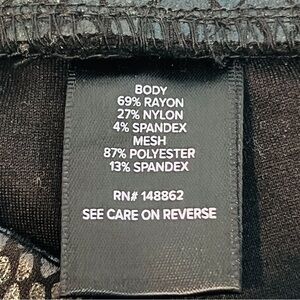 BODY
69% RAYON
27% NYLON
4% SPANDEX
MESH
87% POLYESTER
13% SPANDEX
RN# 148862
SEE CARE ON REVERSE